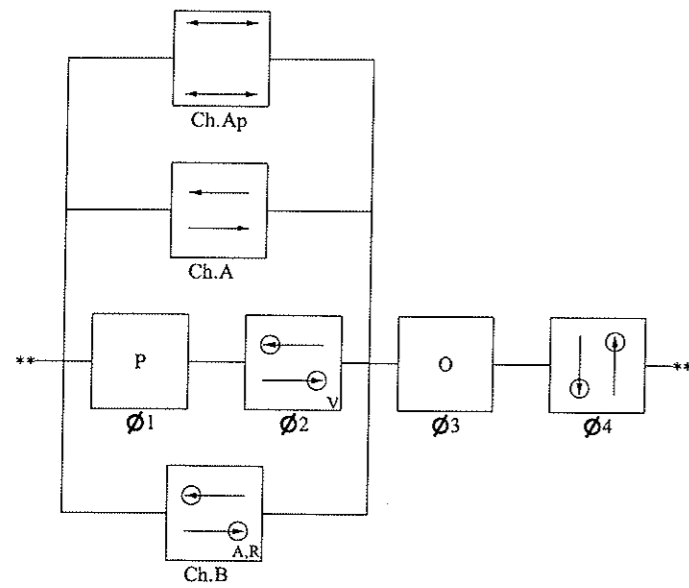 Ch.Ap
Ch.A
** P O **
V
Ø1 Ø2 Ø3 Ø4
A,R
Ch.B